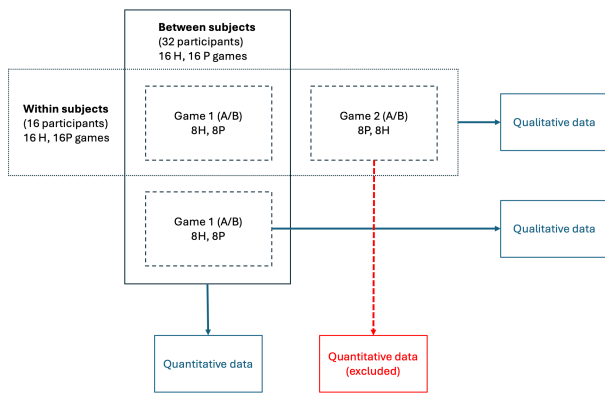 Between subjects
(32 participants)
16 H, 16 P games
Within subjects
(16 participants)
16 H, 16P games
Game 1 (A/B)
8H, 8P
Game 2 (A/B)
8P, 8H
Qualitative data
Game 1 (A/B)
8H, 8P
Qualitative data
Quantitative data
Quantitative data
(excluded)